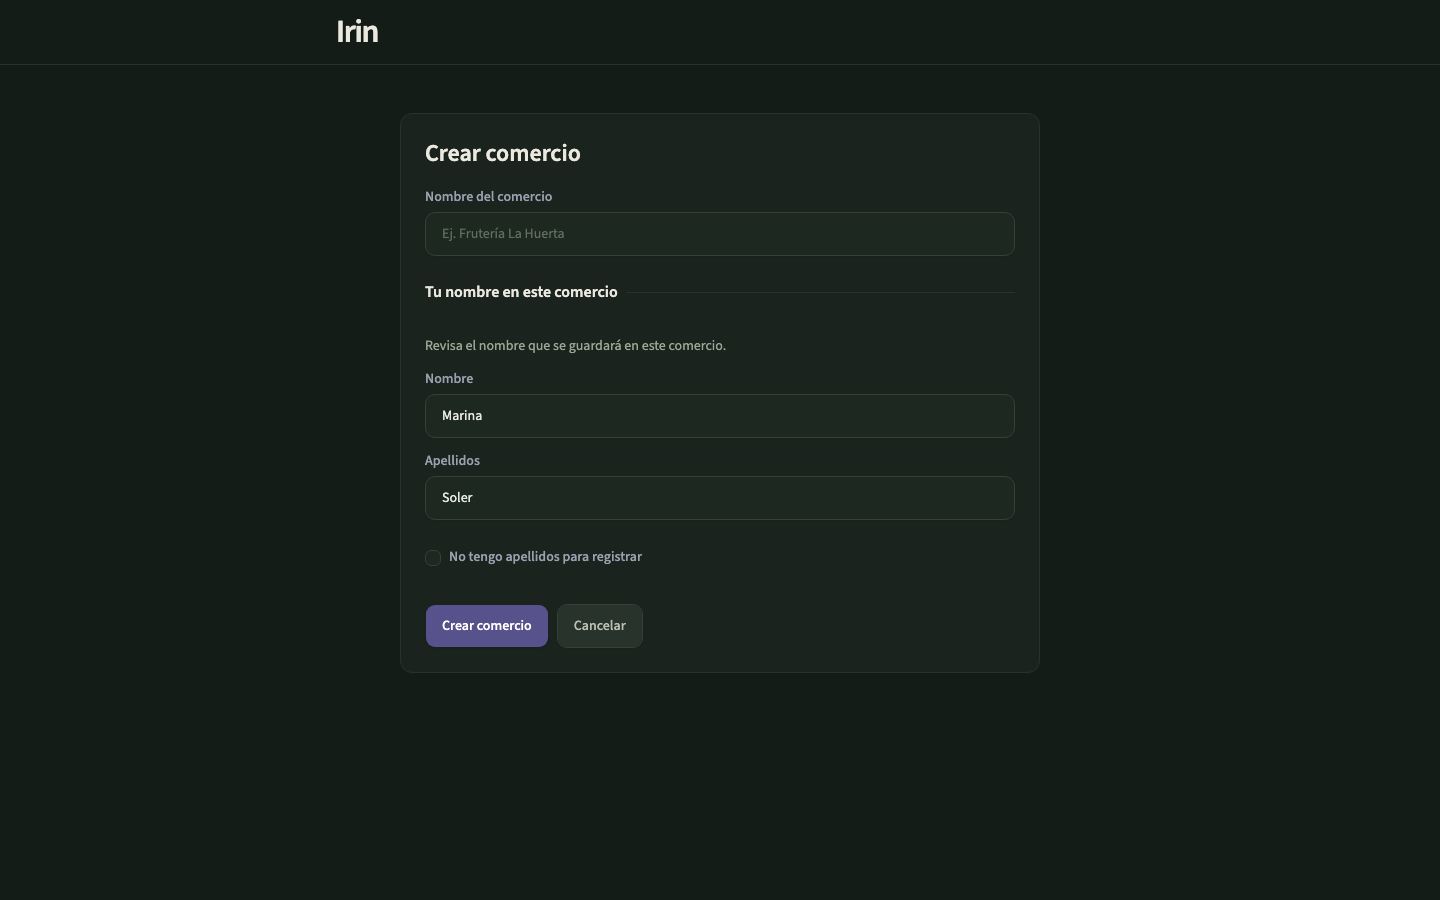 Irin
Crear comercio
Nombre del comercio
Ej. Frutería La Huerta
Tu nombre en este comercio
Revisa el nombre que se guardará en este comercio.
Nombre
Marina
Apellidos
Soler
No tengo apellidos para registrar
Crear comercio
Cancelar